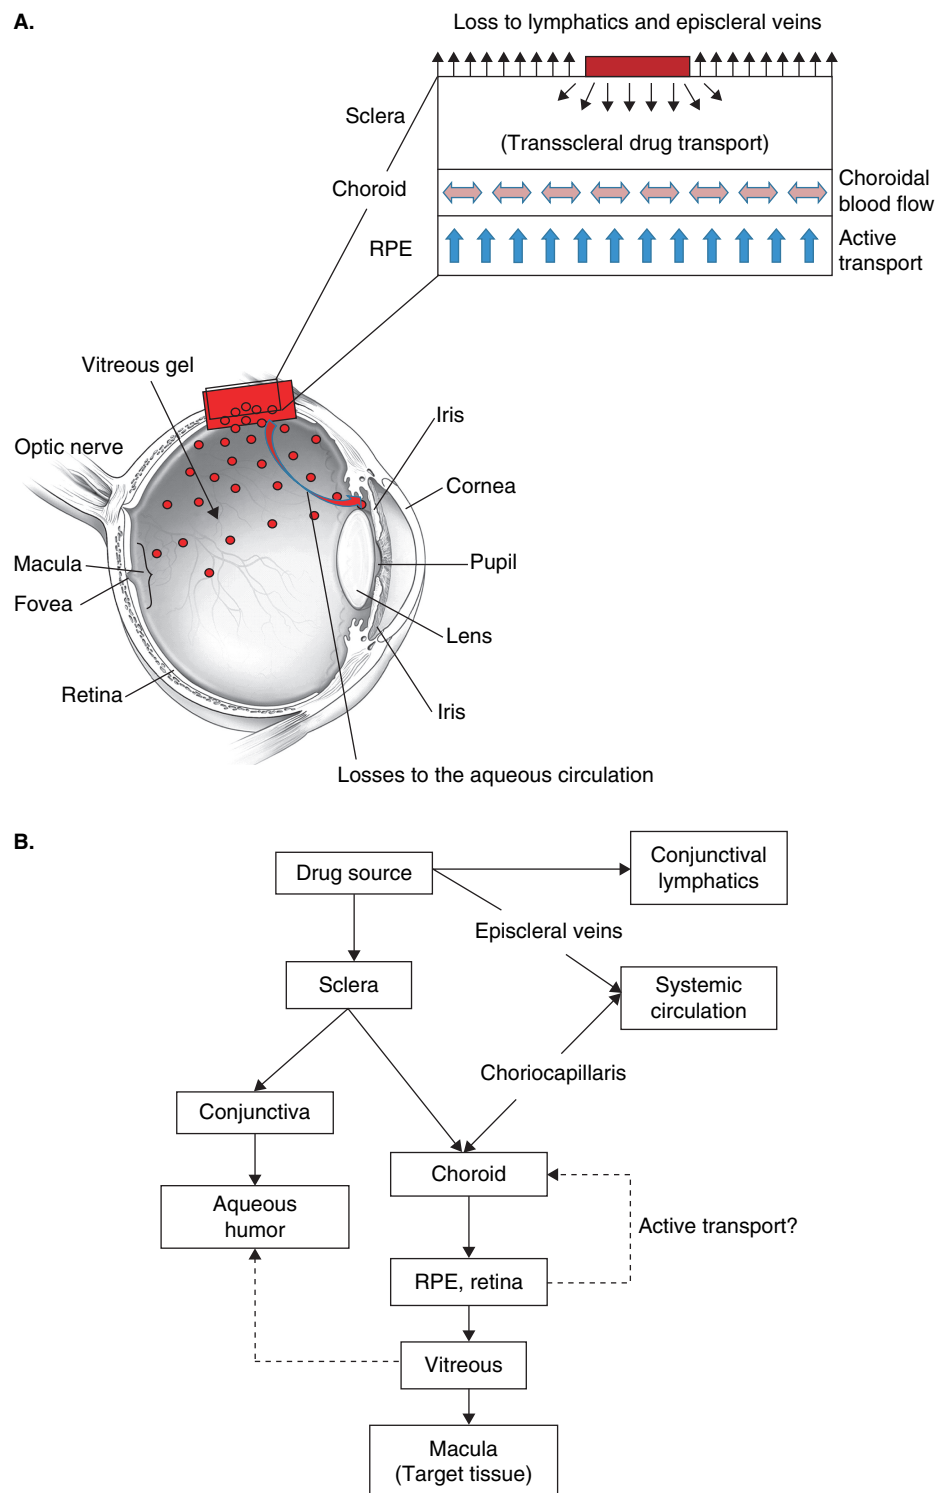 A.
Loss to lymphatics and episcleral veins
Sclera
(Transscleral drug transport)
Choroid
Choroidal
blood flow
RPE
Active
transport
Vitreous gel
Optic nerve
Iris
Cornea
Macula
Pupil
Fovea
Lens
Retina
Iris
Losses to the aqueous circulation
B.
Drug source
Conjunctival
lymphatics
Episcleral veins
Sclera
Systemic
circulation
Choriocapillaris
Conjunctiva
Choroid
Aqueous
humor
Active transport?
RPE, retina
Vitreous
Macula
(Target tissue)